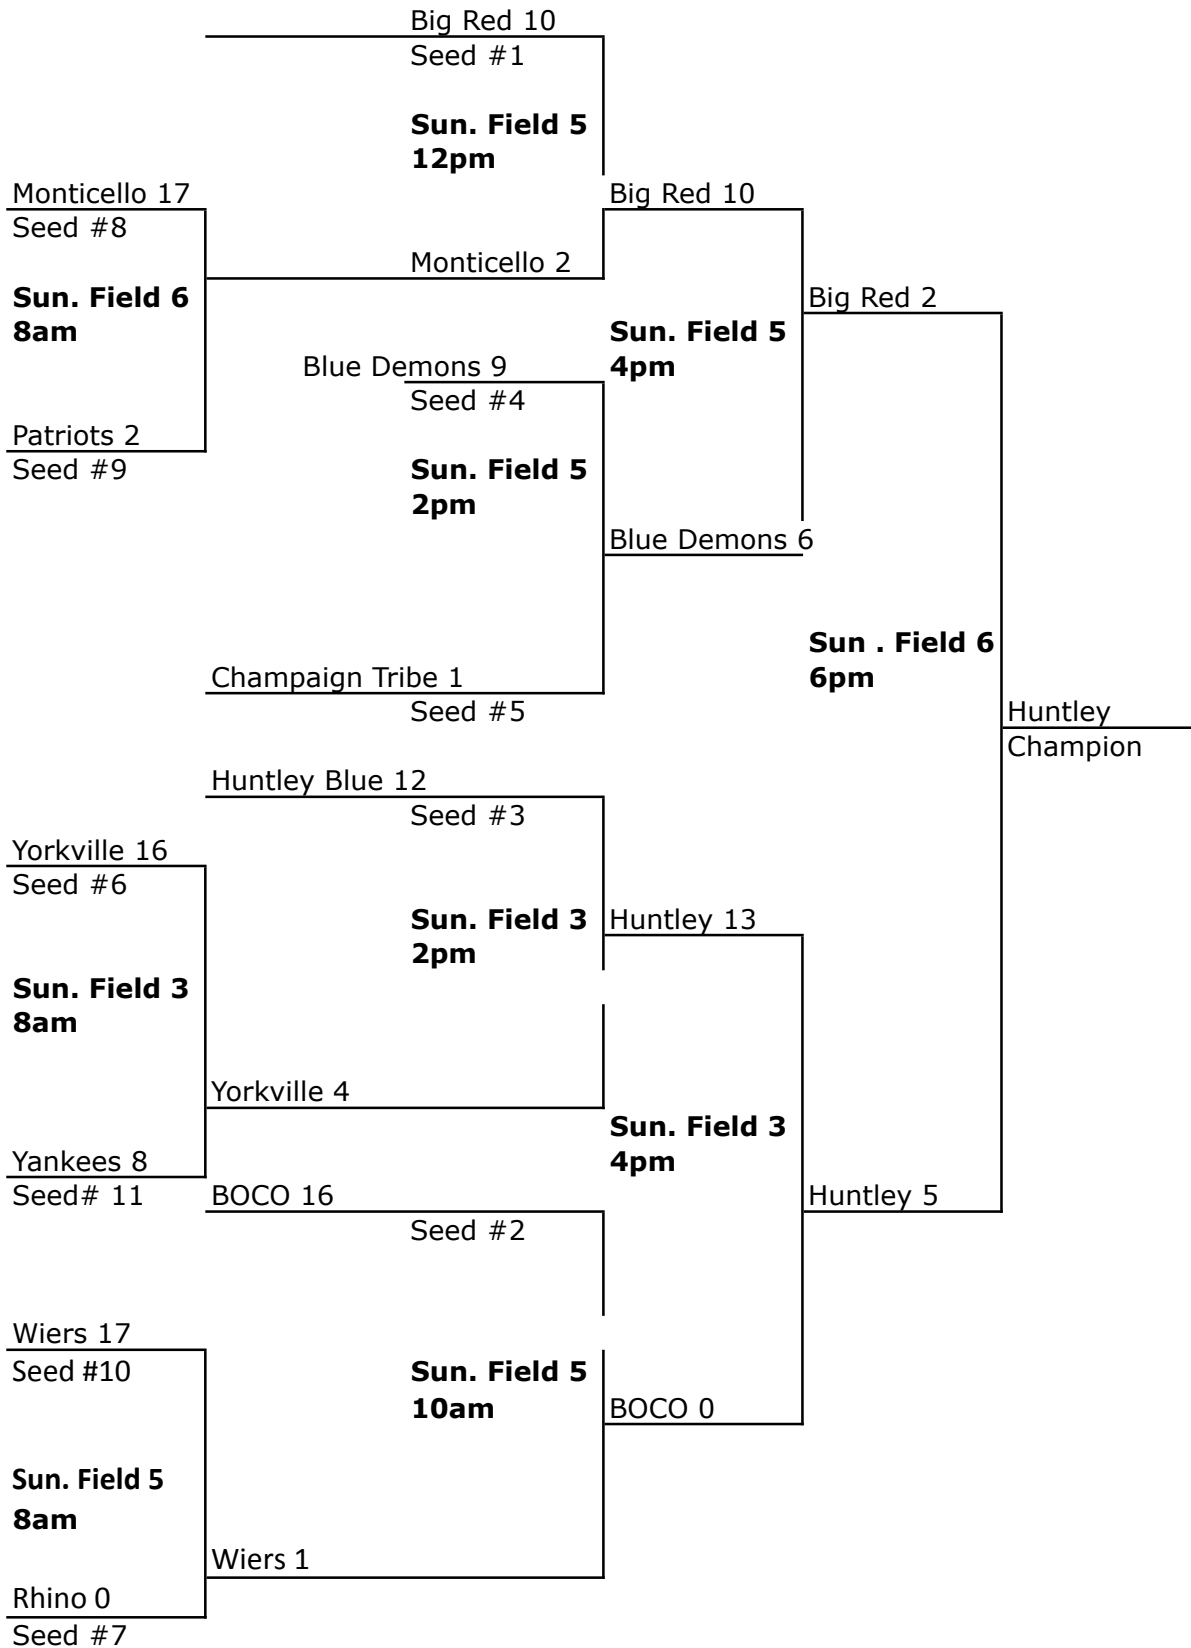 Big Red 10
Seed #1
Sun. Field 5
12pm
Monticello 17
Big Red 10
Seed #8
Monticello 2
Sun. Field 6
8am
Big Red 2
Sun. Field 5
4pm
Blue Demons 9
Seed #4
Patriots 2
Seed #9
Sun. Field 5
2pm
Blue Demons 6
Sun . Field 6
6pm
Champaign Tribe 1
Seed #5
Huntley
Champion
Huntley Blue 12
Seed #3
Yorkville 16
Seed #6
Sun. Field 3
2pm
Huntley 13
Sun. Field 3
8am
Yorkville 4
Sun. Field 3
4pm
Yankees 8
Seed# 11
BOCO 16
Huntley 5
Seed #2
Wiers 17
Seed #10
Sun. Field 5
10am
BOCO 0
Sun. Field 5
8am
Wiers 1
Rhino 0
Seed #7